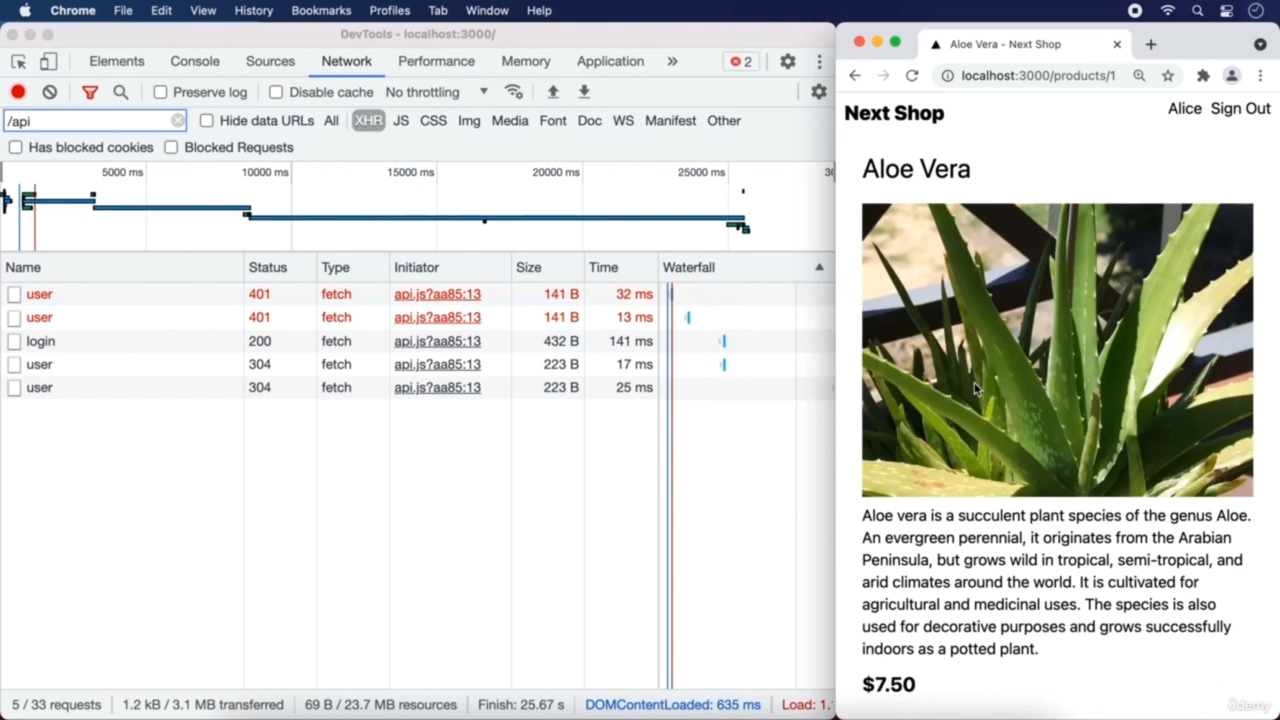 Chrome File Edit View History Bookmarks Profiles Tab Window Help
DevTools - localhost:3000/
Elements Console Sources Network Performance Memory Application » 2
Preserve log Disable cache No throttling
/api Hide data URLs All XHR JS CSS Img Media Font Doc WS Manifest Other
Has blocked cookies Blocked Requests
5000 ms 10000 ms 15000 ms 20000 ms 25000 ms 30
Name Status Type Initiator Size Time Waterfall
user 401 fetch api.js?aa85:13 141 B 32 ms
user 401 fetch api.js?aa85:13 141 B 13 ms
login 200 fetch api.js?aa85:13 432 B 141 ms
user 304 fetch api.js?aa85:13 223 B 17 ms
user 304 fetch api.js?aa85:13 223 B 25 ms
5 / 33 requests 1.2 kB / 3.1 MB transferred 69 B / 23.7 MB resources Finish: 25.67 s DOMContentLoaded: 635 ms Load: 1.
Aloe Vera - Next Shop
localhost:3000/products/1
Next Shop Alice Sign Out
Aloe Vera
Aloe vera is a succulent plant species of the genus Aloe.
An evergreen perennial, it originates from the Arabian
Peninsula, but grows wild in tropical, semi-tropical, and
arid climates around the world. It is cultivated for
agricultural and medicinal uses. The species is also
used for decorative purposes and grows successfully
indoors as a potted plant.
$7.50
ûdemy